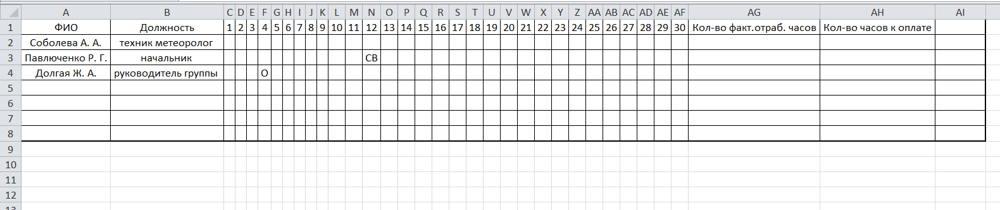 A B C D E F G H I J K L M N O P Q R S T U V W X Y Z AA AB AC AD AE AF AG AH AI
1 ФИО Должность 1 2 3 4 5 6 7 8 9 10 11 12 13 14 15 16 17 18 19 20 21 22 23 24 25 26 27 28 29 30 Кол-во факт.отраб. часов Кол-во часов к оплате
2 Соболева А. А. техник метеоролог
3 Павлюченко Р. Г. начальник СВ
4 Долгая Ж. А. руководитель группы О
5
6
7
8
9
10
11
12
13